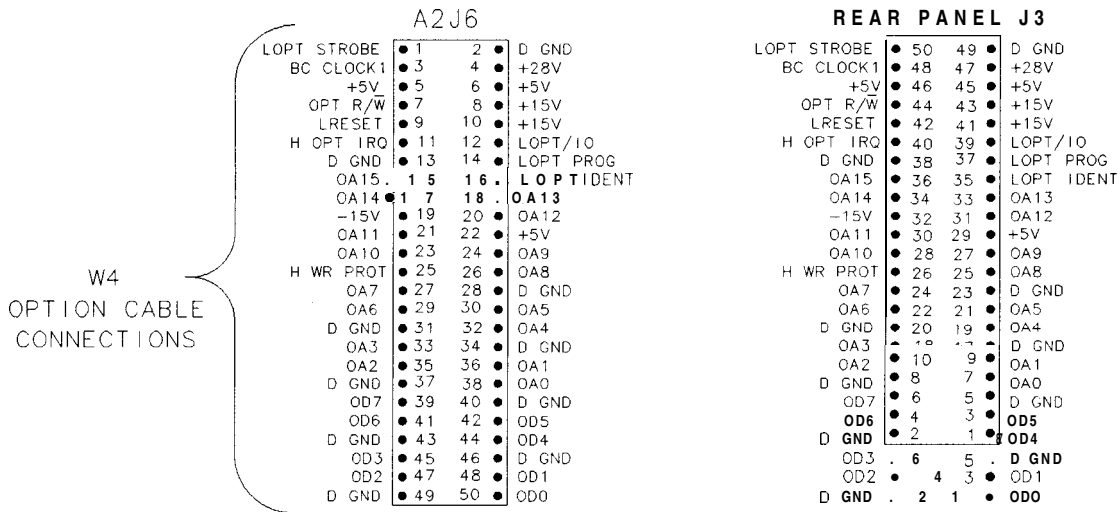 A2J6
LOPT STROBE 1 2 D GND
BC CLOCK1 3 4 +28V
+5V 5 6 +5V
OPT R/W̅ 7 8 +15V
LRESET 9 10 +15V
H OPT IRQ 11 12 LOPT/IO
D GND 13 14 LOPT PROG
OA15. 15 16. LOPTIDENT
OA14 17 18. OA13
-15V 19 20 OA12
OA11 21 22 +5V
OA10 23 24 OA9
H WR PROT 25 26 OA8
OA7 27 28 D GND
OA6 29 30 OA5
D GND 31 32 OA4
OA3 33 34 D GND
OA2 35 36 OA1
D GND 37 38 OA0
OD7 39 40 D GND
OD6 41 42 OD5
D GND 43 44 OD4
OD3 45 46 D GND
OD2 47 48 OD1
D GND 49 50 OD0
W4
OPTION CABLE
CONNECTIONS
REAR PANEL J3
LOPT STROBE 50 49 D GND
BC CLOCK1 48 47 +28V
+5V 46 45 +5V
OPT R/W̅ 44 43 +15V
LRESET 42 41 +15V
H OPT IRQ 40 39 LOPT/IO
D GND 38 37 LOPT PROG
OA15 36 35 LOPT IDENT
OA14 34 33 OA13
-15V 32 31 OA12
OA11 30 29 +5V
OA10 28 27 OA9
H WR PROT 26 25 OA8
OA7 24 23 D GND
OA6 22 21 OA5
D GND 20 19 OA4
OA3 D GND
OA2 10 9 OA1
D GND 8 7 OA0
OD7 6 5 D GND
OD6 4 3 OD5
D GND 2 1 OD4
OD3 . 6 5 . D GND
OD2 4 3 OD1
D GND . 2 1 OD0